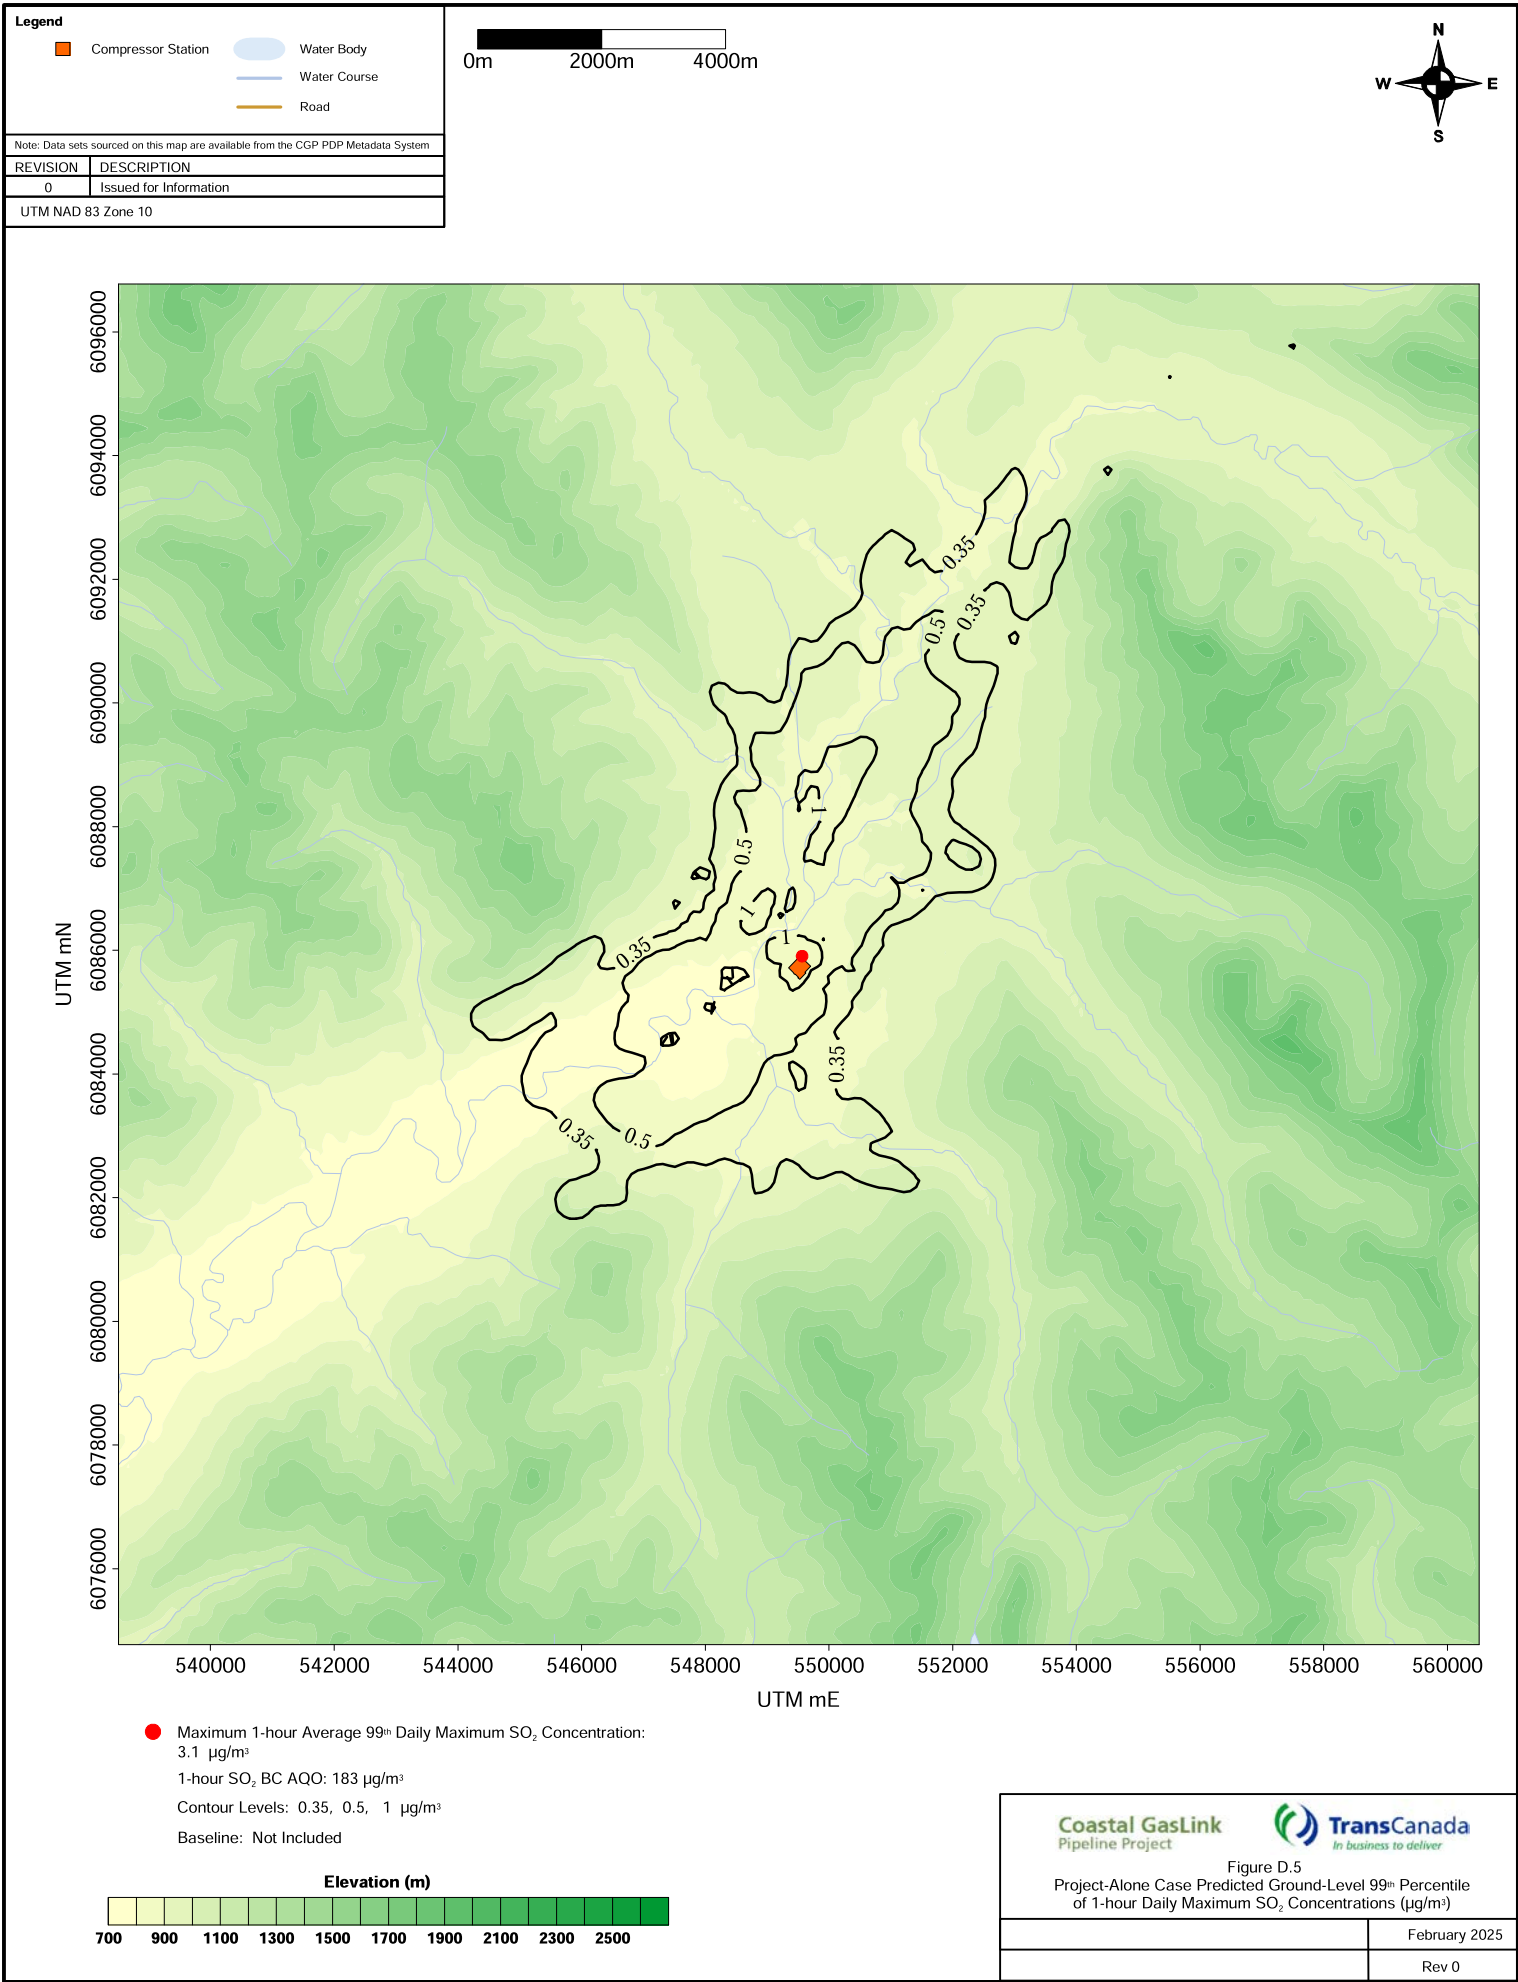 Legend
Compressor Station
Water Body
Water Course
Road
Note: Data sets sourced on this map are available from the CGP PDP Metadata System
REVISION DESCRIPTION
0 Issued for Information
UTM NAD 83 Zone 10
0m 2000m 4000m
N
W E
S
6096000
6094000
6092000
6090000
6088000
6086000
6084000
6082000
6080000
6078000
6076000
UTM mN
0.35
0.35
0.5
1
0.5
1
0.35
1
0.35
0.35
0.5
540000 542000 544000 546000 548000 550000 552000 554000 556000 558000 560000
UTM mE
Maximum 1-hour Average 99th Daily Maximum SO2 Concentration:
3.1 µg/m3
1-hour SO2 BC AQO: 183 µg/m3
Contour Levels: 0.35, 0.5, 1 µg/m3
Baseline: Not Included
Elevation (m)
700 900 1100 1300 1500 1700 1900 2100 2300 2500
Coastal GasLink
Pipeline Project
TransCanada
In business to deliver
Figure D.5
Project-Alone Case Predicted Ground-Level 99th Percentile
of 1-hour Daily Maximum SO2 Concentrations (µg/m3)
February 2025
Rev 0